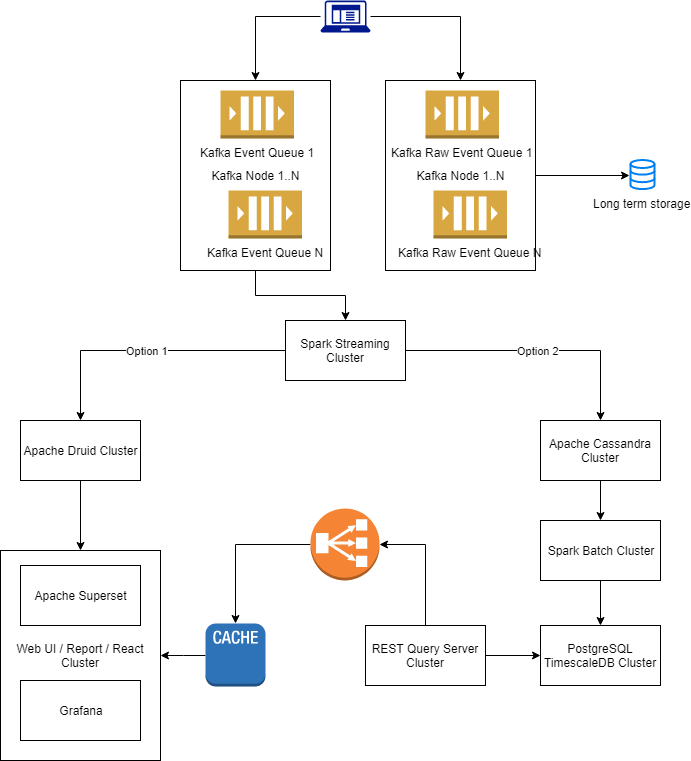 Kafka Event Queue 1
Kafka Node 1..N
Kafka Event Queue N
Kafka Raw Event Queue 1
Kafka Node 1..N
Kafka Raw Event Queue N
Long term storage
Spark Streaming
Cluster
Option 1
Option 2
Apache Druid Cluster
Apache Cassandra
Cluster
Spark Batch Cluster
Apache Superset
Web UI / Report / React
Cluster
Grafana
CACHE
REST Query Server
Cluster
PostgreSQL
TimescaleDB Cluster